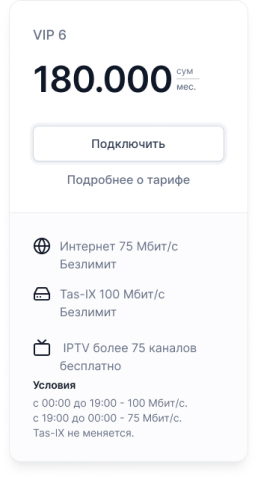 VIP 6
180.000 сум
мес.
Подключить
Подробнее о тарифе
Интернет 75 Мбит/с
Безлимит
Tas-IX 100 Мбит/с
Безлимит
IPTV более 75 каналов
бесплатно
Условия
с 00:00 до 19:00 - 100 Мбит/с.
с 19:00 до 00:00 - 75 Мбит/с.
Tas-IX не меняется.